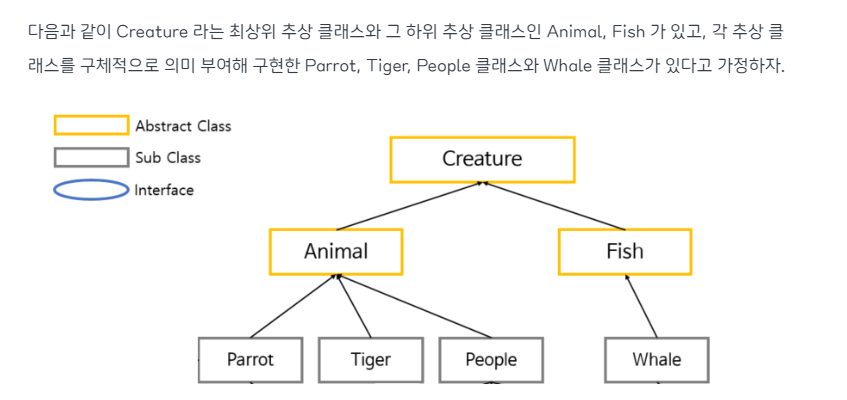 다음과 같이 Creature 라는 최상위 추상 클래스와 그 하위 추상 클래스인 Animal, Fish 가 있고, 각 추상 클
래스를 구체적으로 의미 부여해 구현한 Parrot, Tiger, People 클래스와 Whale 클래스가 있다고 가정하자.
Abstract Class
Sub Class
Interface
Creature
Animal
Fish
Parrot
Tiger
People
Whale